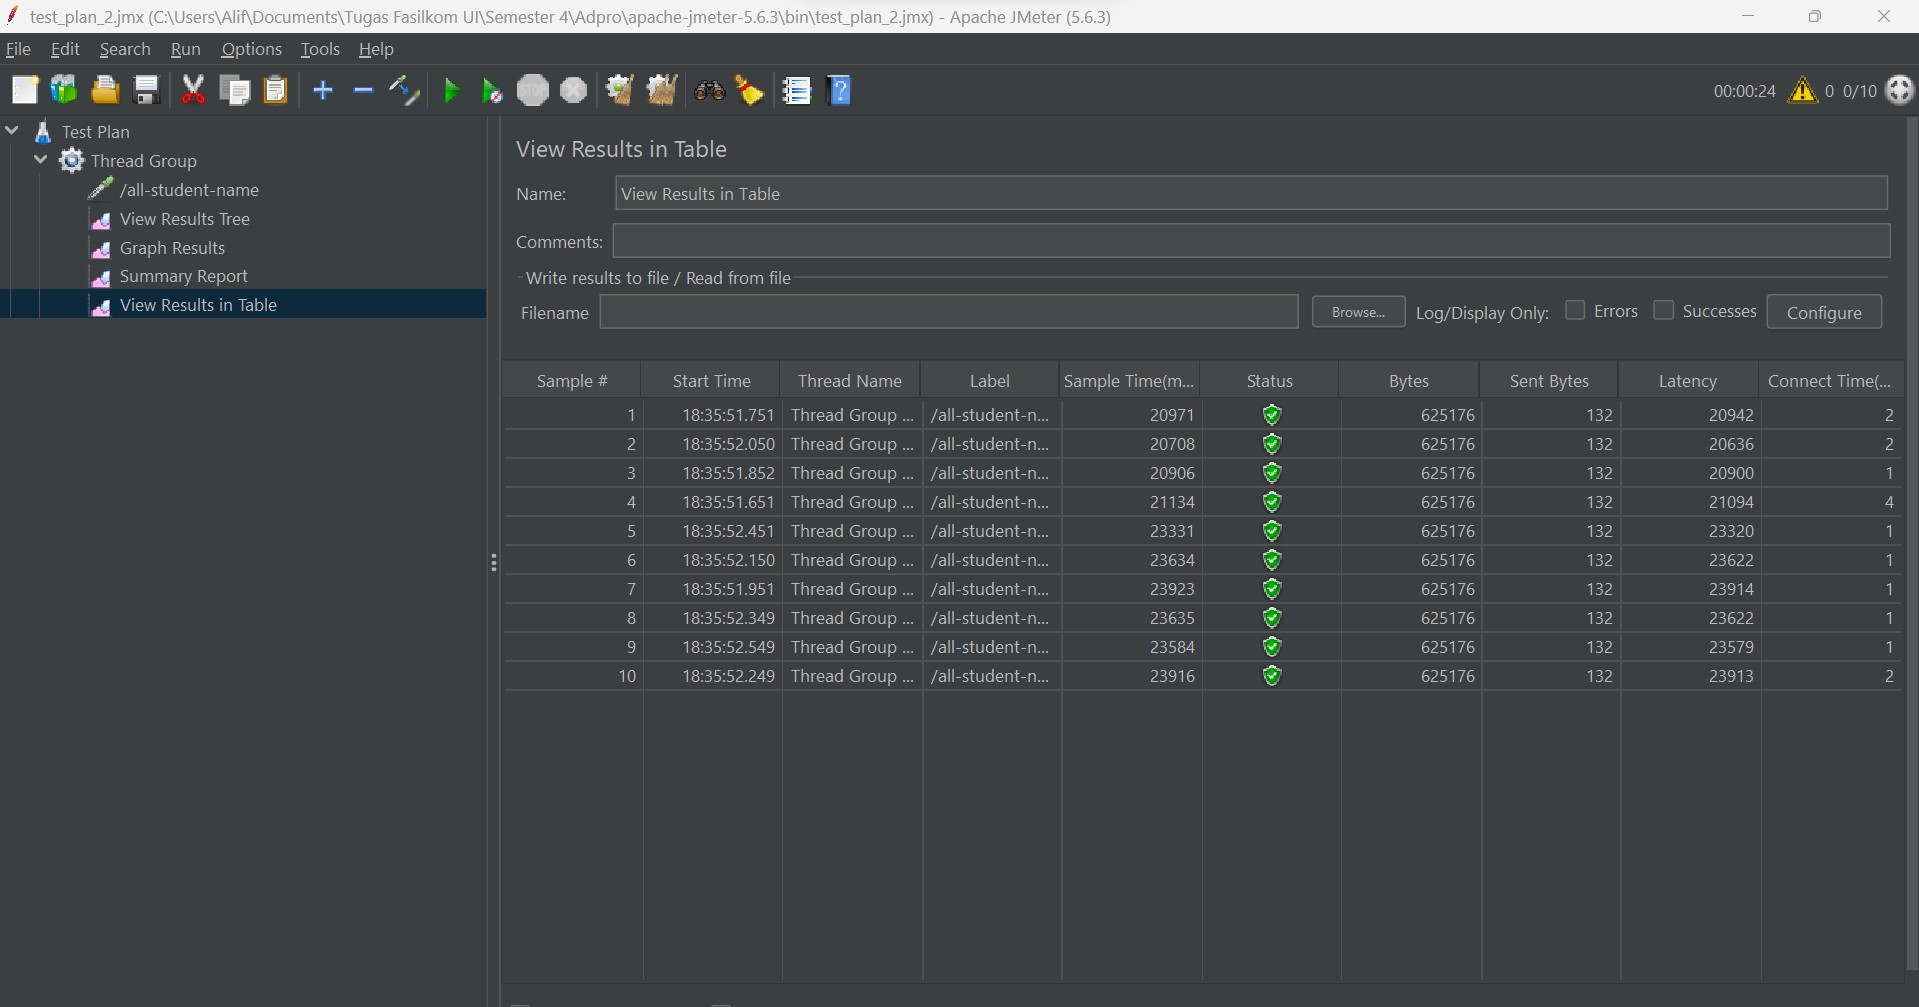 test_plan_2.jmx (C:\Users\Alif\Documents\Tugas Fasilkom UI\Semester 4\Adpro\apache-jmeter-5.6.3\bin\test_plan_2.jmx) - Apache JMeter (5.6.3)
File Edit Search Run Options Tools Help
STOP 00:00:24 0 0/10
Test Plan
Thread Group
/all-student-name
View Results Tree
Graph Results
Summary Report
View Results in Table
View Results in Table
Name: View Results in Table
Comments:
Write results to file / Read from file
Filename Browse... Log/Display Only: Errors Successes Configure
Sample # Start Time Thread Name Label Sample Time(m... Status Bytes Sent Bytes Latency Connect Time(...
1 18:35:51.751 Thread Group ... /all-student-n... 20971 625176 132 20942 2
2 18:35:52.050 Thread Group ... /all-student-n... 20708 625176 132 20636 2
3 18:35:51.852 Thread Group ... /all-student-n... 20906 625176 132 20900 1
4 18:35:51.651 Thread Group ... /all-student-n... 21134 625176 132 21094 4
5 18:35:52.451 Thread Group ... /all-student-n... 23331 625176 132 23320 1
6 18:35:52.150 Thread Group ... /all-student-n... 23634 625176 132 23622 1
7 18:35:51.951 Thread Group ... /all-student-n... 23923 625176 132 23914 1
8 18:35:52.349 Thread Group ... /all-student-n... 23635 625176 132 23622 1
9 18:35:52.549 Thread Group ... /all-student-n... 23584 625176 132 23579 1
10 18:35:52.249 Thread Group ... /all-student-n... 23916 625176 132 23913 2